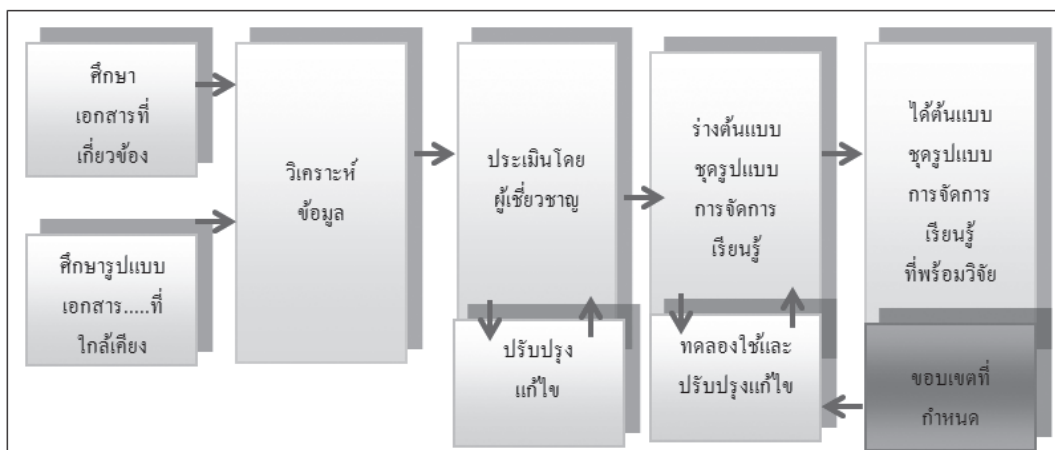 ศึกษา
เอกสารที่
เกี่ยวข้อง
ศึกษารูปแบบ
เอกสาร.....ที่
ใกล้เคียง
วิเคราะห์
ข้อมูล
ประเมินโดย
ผู้เชี่ยวชาญ
ปรับปรุง
แก้ไข
ร่างต้นแบบ
ชุดรูปแบบ
การจัดการ
เรียนรู้
ทดลองใช้และ
ปรับปรุงแก้ไข
ได้ต้นแบบ
ชุดรูปแบบ
การจัดการ
เรียนรู้
ที่พร้อมวิจัย
ขอบเขตที่
กำหนด